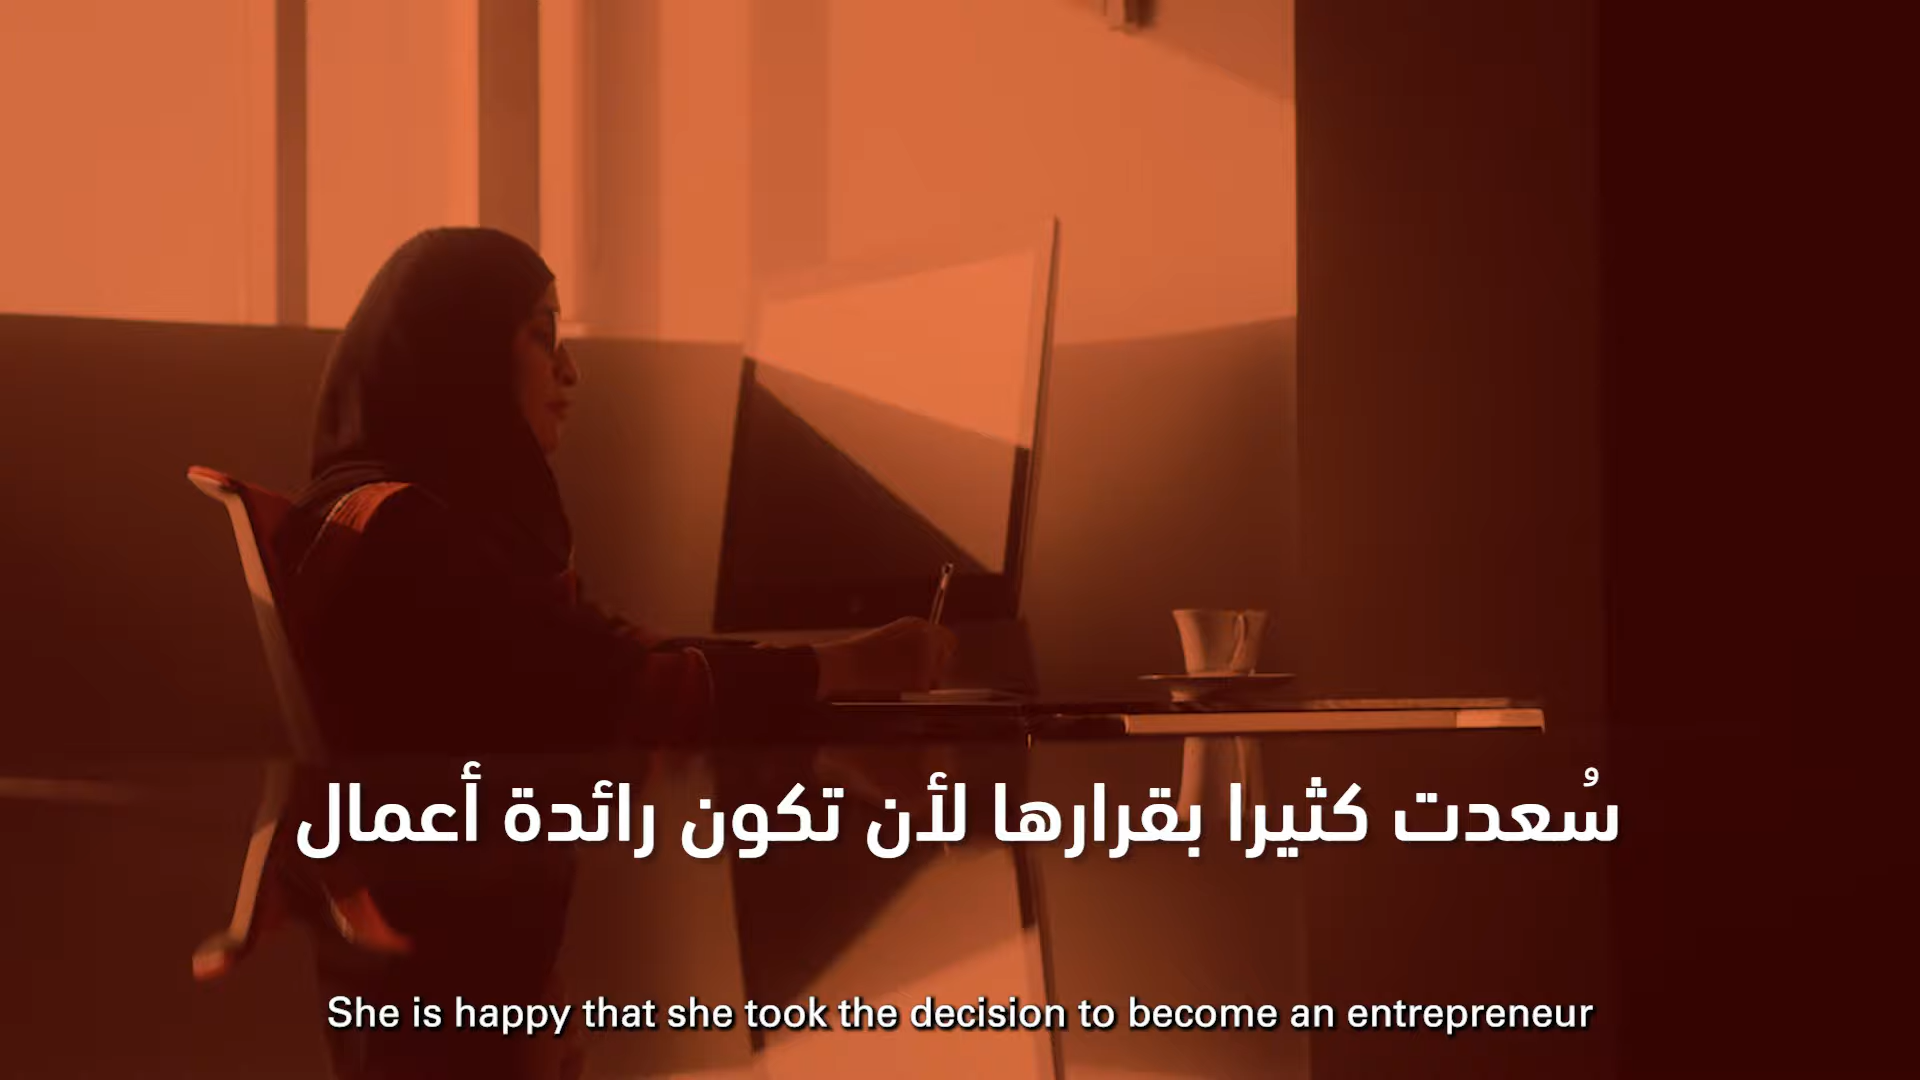 سُعدت كثيرا بقرارها لأن تكون رائدة أعمال
She is happy that she took the decision to become an entrepreneur